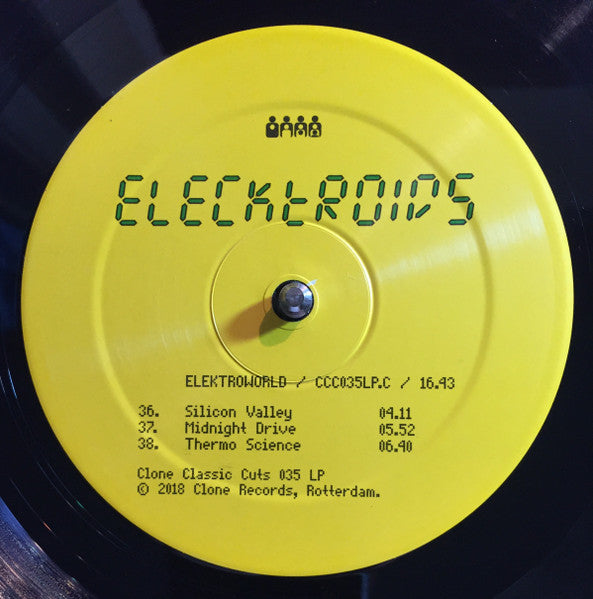 ELECKtROIDS
ELEKTROWORLD / CCC035LP.C / 16.43
36. Silicon Valley 04.11
37. Midnight Drive 05.52
38. Thermo Science 06.40
Clone Classic Cuts 035 LP
© 2018 Clone Records, Rotterdam.